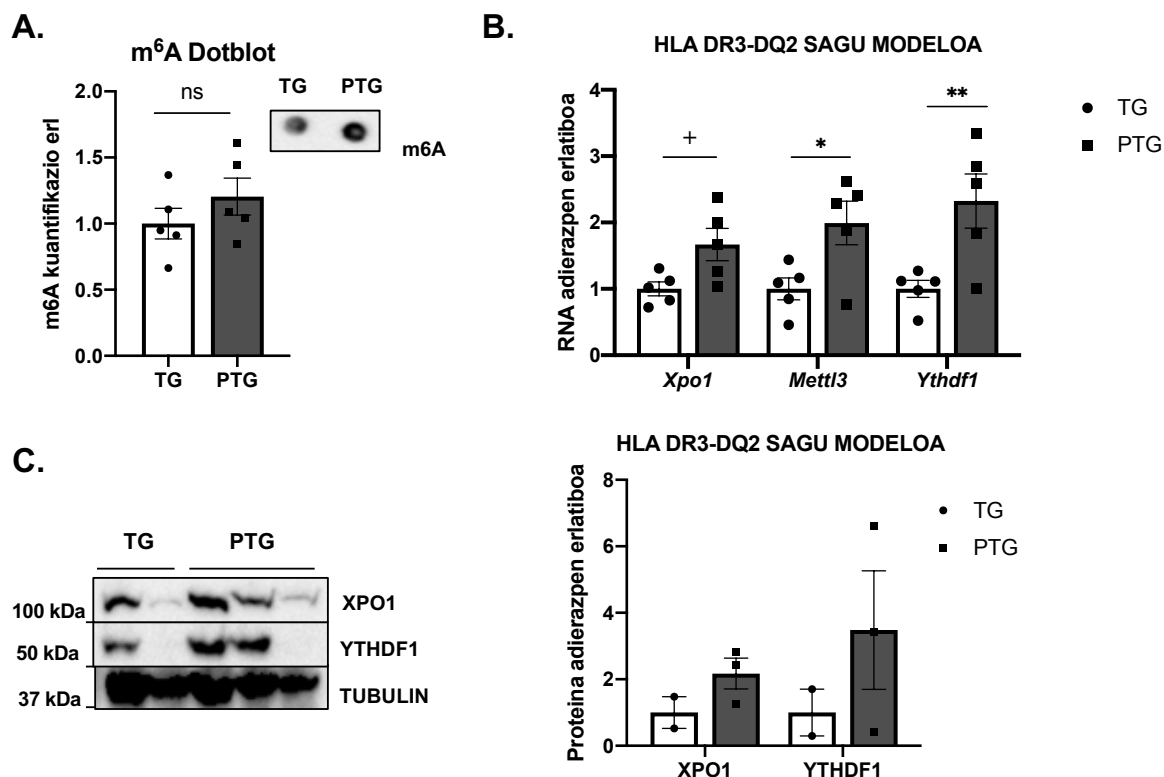 A.
m⁶A Dotblot
m6A kuantifikazio erl
2.0
1.5
1.0
0.5
0.0
ns
TG PTG
TG PTG
m6A
B.
HLA DR3-DQ2 SAGU MODELOA
RNA adierazpen erlatiboa
4
3
2
1
0
+
*
**
Xpo1 Mettl3 Ythdf1
TG
PTG
C.
TG PTG
100 kDa
50 kDa
37 kDa
XPO1
YTHDF1
TUBULIN
HLA DR3-DQ2 SAGU MODELOA
Proteina adierazpen erlatiboa
8
6
4
2
0
XPO1 YTHDF1
TG
PTG